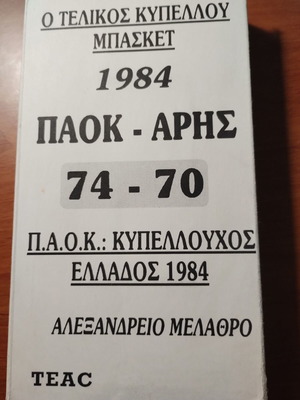 Ο ΤΕΛΙΚΟΣ ΚΥΠΕΛΛΟΥ
ΜΠΑΣΚΕΤ
1984
ΠΑΟΚ - ΑΡΗΣ
74 - 70
Π.Α.Ο.Κ.: ΚΥΠΕΛΛΟΥΧΟΣ
ΕΛΛΑΔΟΣ 1984
ΑΛΕΞΑΝΔΡΕΙΟ ΜΕΛΑΘΡΟ
TEAC